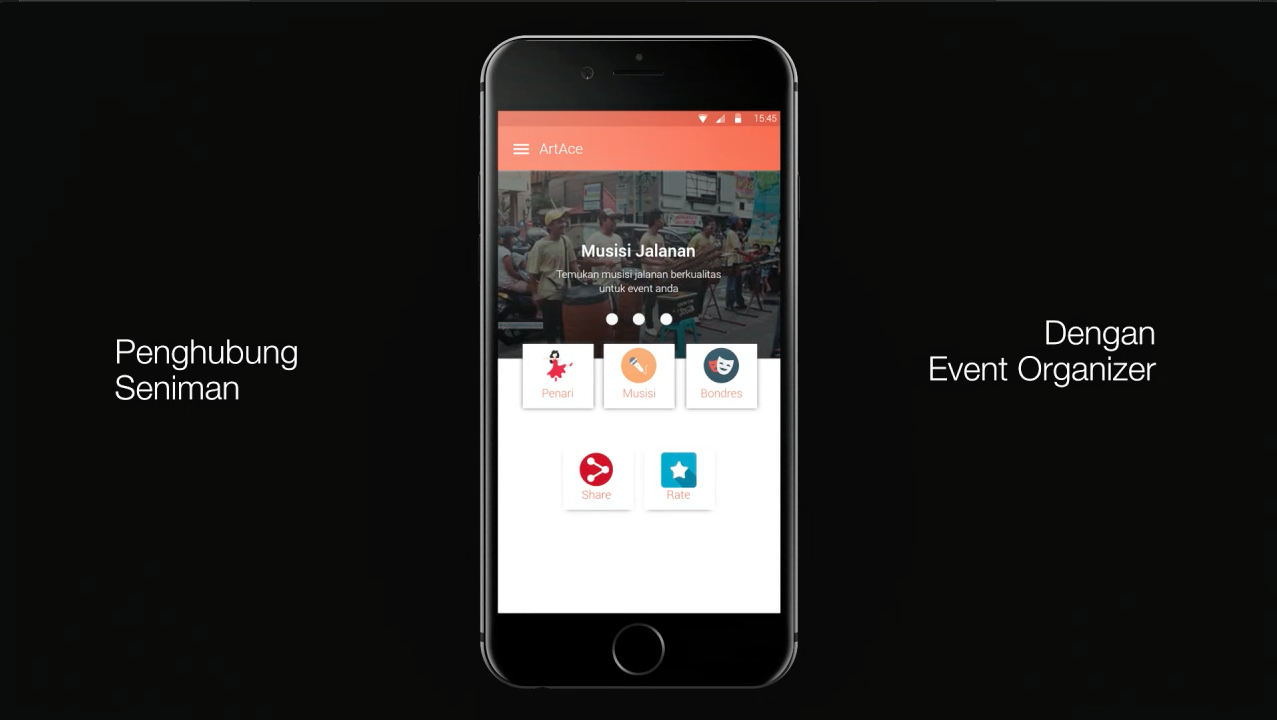 15:45
ArtAce
Musisi Jalanan
Temukan musisi jalanan berkualitas
untuk event anda
Penghubung
Seniman
Dengan
Event Organizer
Penari
Musisi
Bondres
Share
Rate